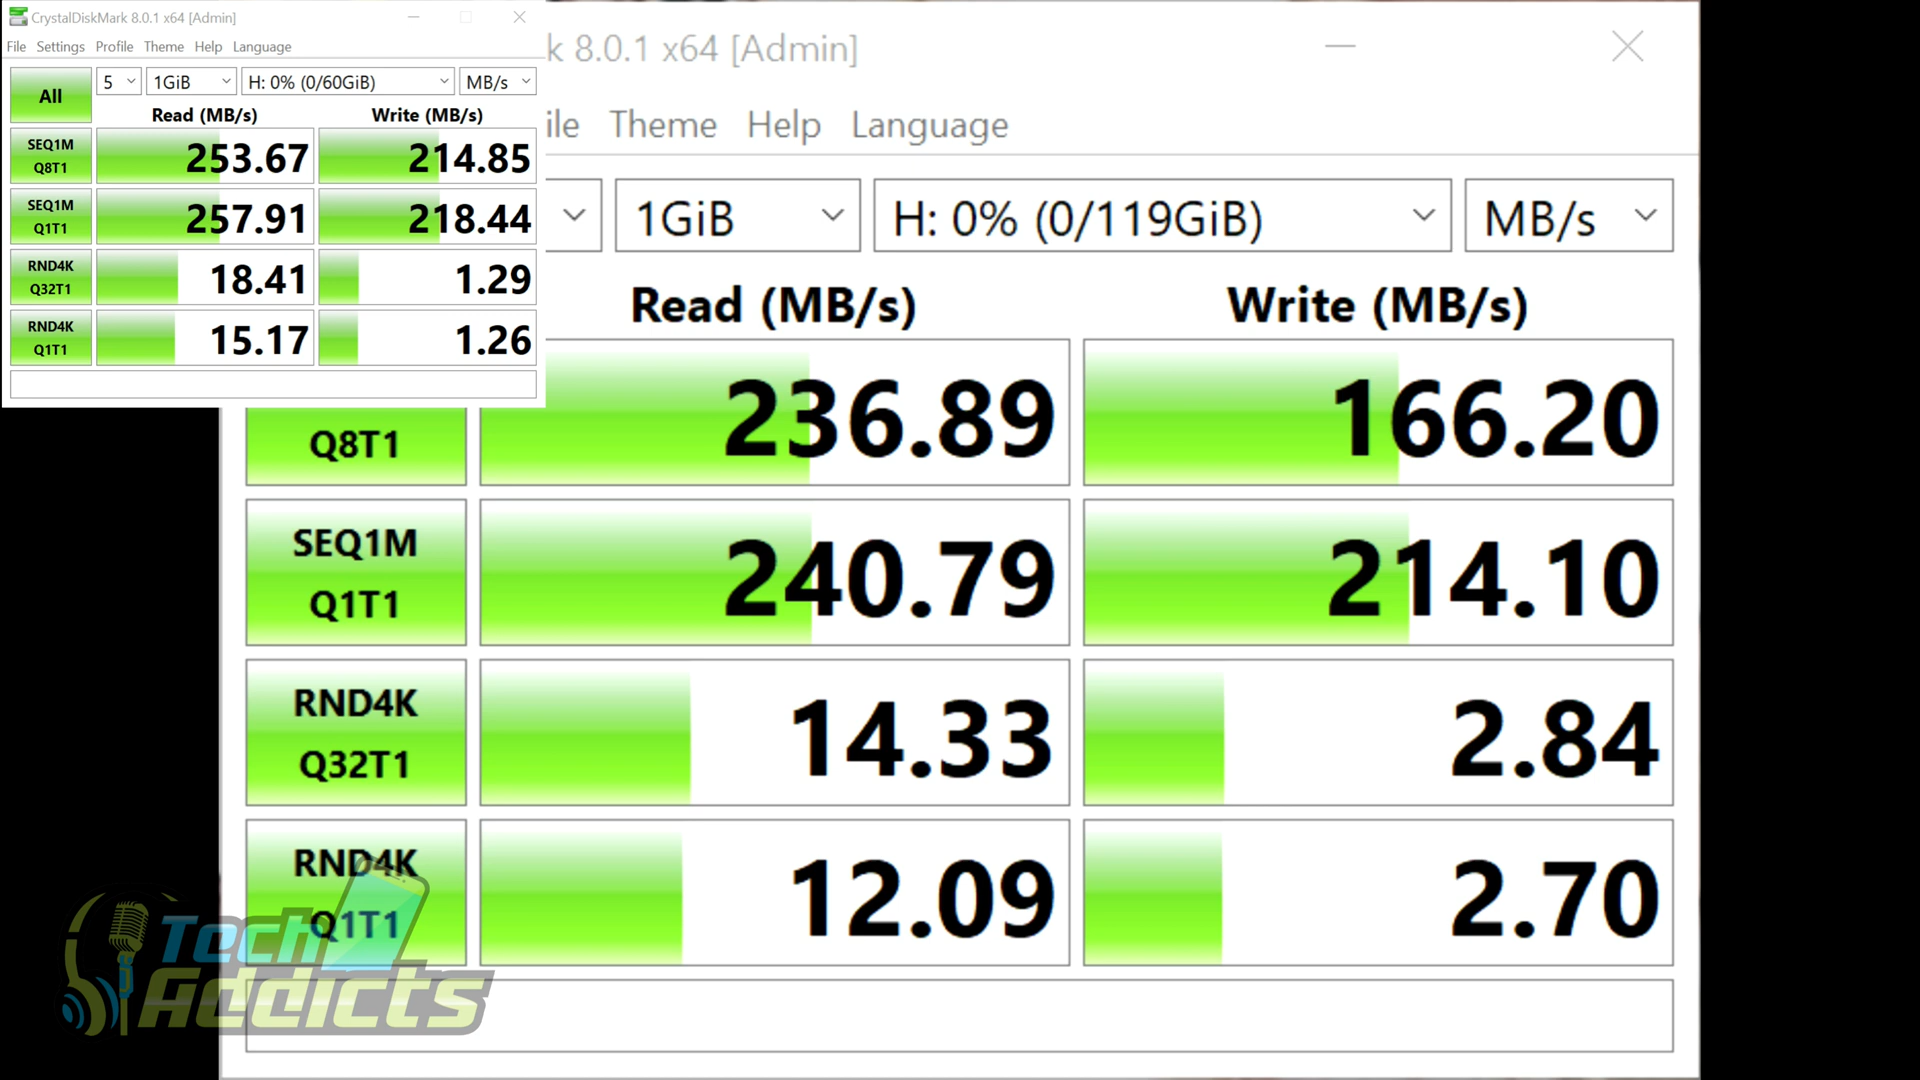 CrystalDiskMark 8.0.1 x64 [Admin]
File Settings Profile Theme Help Language
All 5 1GiB H: 0% (0/60GiB) MB/s
Read (MB/s) Write (MB/s)
SEQ1M
Q8T1 253.67 214.85
SEQ1M
Q1T1 257.91 218.44
RND4K
Q32T1 18.41 1.29
RND4K
Q1T1 15.17 1.26
k 8.0.1 x64 [Admin]
ile Theme Help Language
1GiB H: 0% (0/119GiB) MB/s
Read (MB/s) Write (MB/s)
Q8T1 236.89 166.20
SEQ1M
Q1T1 240.79 214.10
RND4K
Q32T1 14.33 2.84
RND4K
Q1T1 12.09 2.70
Tech
Addicts